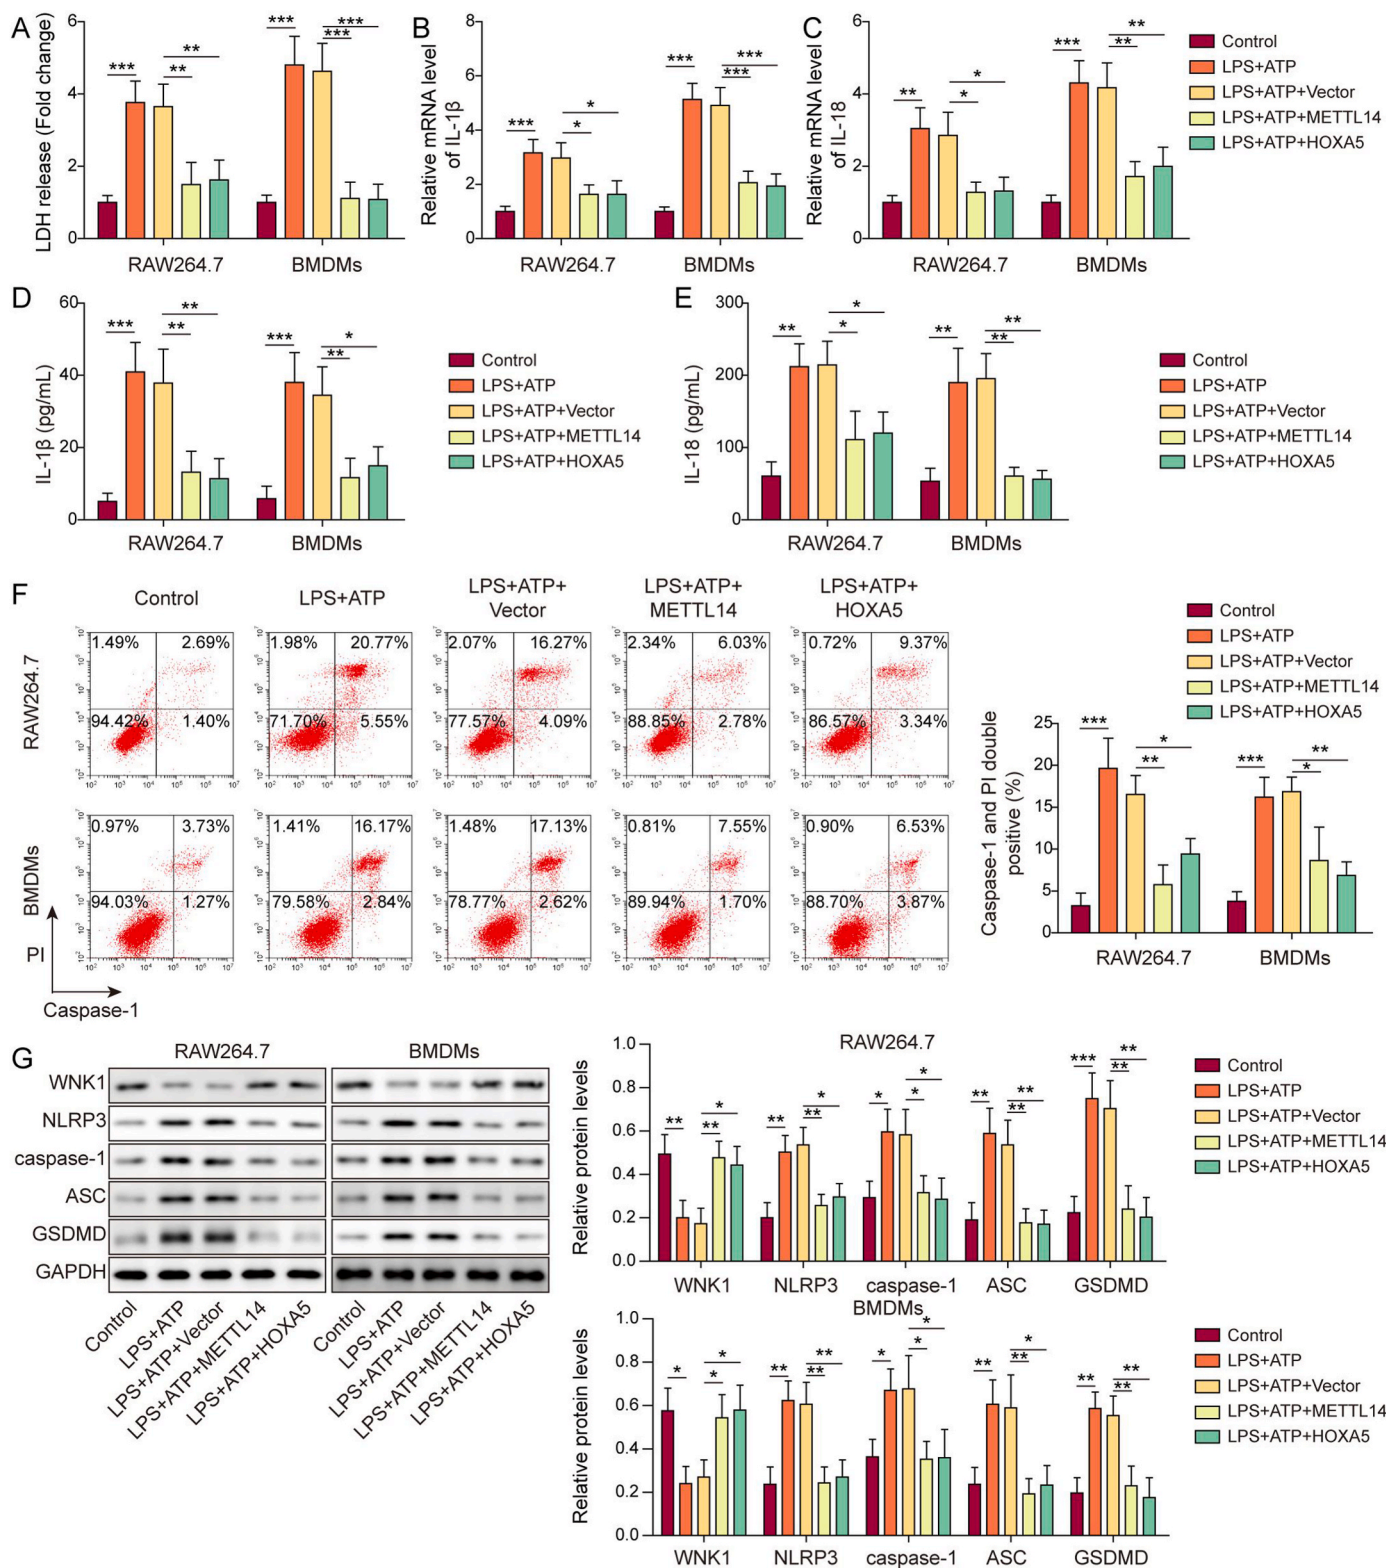 A
LDH release (Fold change)
6
4
2
0
***
**
**
***
***
***
RAW264.7
BMDMs
B
Relative mRNA level
of IL-1β
8
6
4
2
0
***
*
*
***
***
***
RAW264.7
BMDMs
C
Relative mRNA level
of IL-18
6
4
2
0
**
*
*
***
**
**
RAW264.7
BMDMs
Control
LPS+ATP
LPS+ATP+Vector
LPS+ATP+METTL14
LPS+ATP+HOXA5
D
IL-1β (pg/mL)
60
40
20
0
***
**
**
***
**
*
RAW264.7
BMDMs
Control
LPS+ATP
LPS+ATP+Vector
LPS+ATP+METTL14
LPS+ATP+HOXA5
E
IL-18 (pg/mL)
300
200
100
0
**
*
*
**
**
**
RAW264.7
BMDMs
Control
LPS+ATP
LPS+ATP+Vector
LPS+ATP+METTL14
LPS+ATP+HOXA5
F
Control
LPS+ATP
LPS+ATP+
Vector
LPS+ATP+
METTL14
LPS+ATP+
HOXA5
RAW264.7
1.49% 2.69%
94.42% 1.40%
1.98% 20.77%
71.70% 5.55%
2.07% 16.27%
77.57% 4.09%
2.34% 6.03%
88.85% 2.78%
0.72% 9.37%
86.57% 3.34%
BMDMs
0.97% 3.73%
94.03% 1.27%
1.41% 16.17%
79.58% 2.84%
1.48% 17.13%
78.77% 2.62%
0.81% 7.55%
89.94% 1.70%
0.90% 6.53%
88.70% 3.87%
PI
Caspase-1
Control
LPS+ATP
LPS+ATP+Vector
LPS+ATP+METTL14
LPS+ATP+HOXA5
Caspase-1 and PI double
positive (%)
25
20
15
10
5
0
***
**
*
***
*
**
RAW264.7
BMDMs
G
RAW264.7
BMDMs
WNK1
NLRP3
caspase-1
ASC
GSDMD
GAPDH
Control
LPS+ATP
LPS+ATP+Vector
LPS+ATP+METTL14
LPS+ATP+HOXA5
Control
LPS+ATP
LPS+ATP+Vector
LPS+ATP+METTL14
LPS+ATP+HOXA5
RAW264.7
Relative protein levels
1.0
0.8
0.6
0.4
0.2
0.0
** ** *
** ** *
* * *
** ** **
*** ** **
WNK1
NLRP3
caspase-1
ASC
GSDMD
Control
LPS+ATP
LPS+ATP+Vector
LPS+ATP+METTL14
LPS+ATP+HOXA5
BMDMs
Relative protein levels
1.0
0.8
0.6
0.4
0.2
0.0
* * *
** ** **
* * *
** ** *
** ** **
WNK1
NLRP3
caspase-1
ASC
GSDMD
Control
LPS+ATP
LPS+ATP+Vector
LPS+ATP+METTL14
LPS+ATP+HOXA5